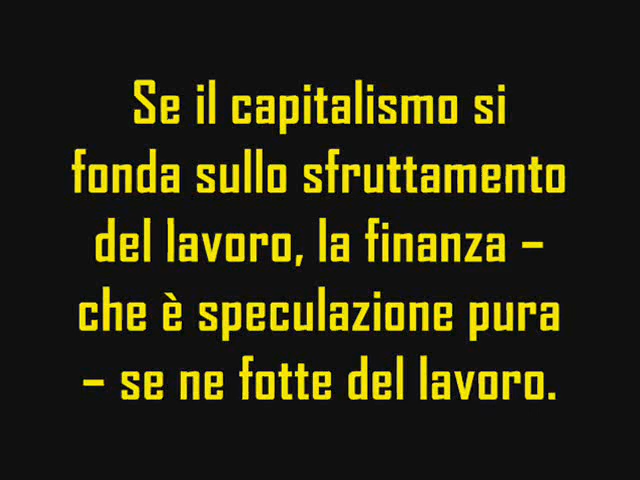 Se il capitalismo si
fonda sullo sfruttamento
del lavoro, la finanza –
che è speculazione pura
– se ne fotte del lavoro.